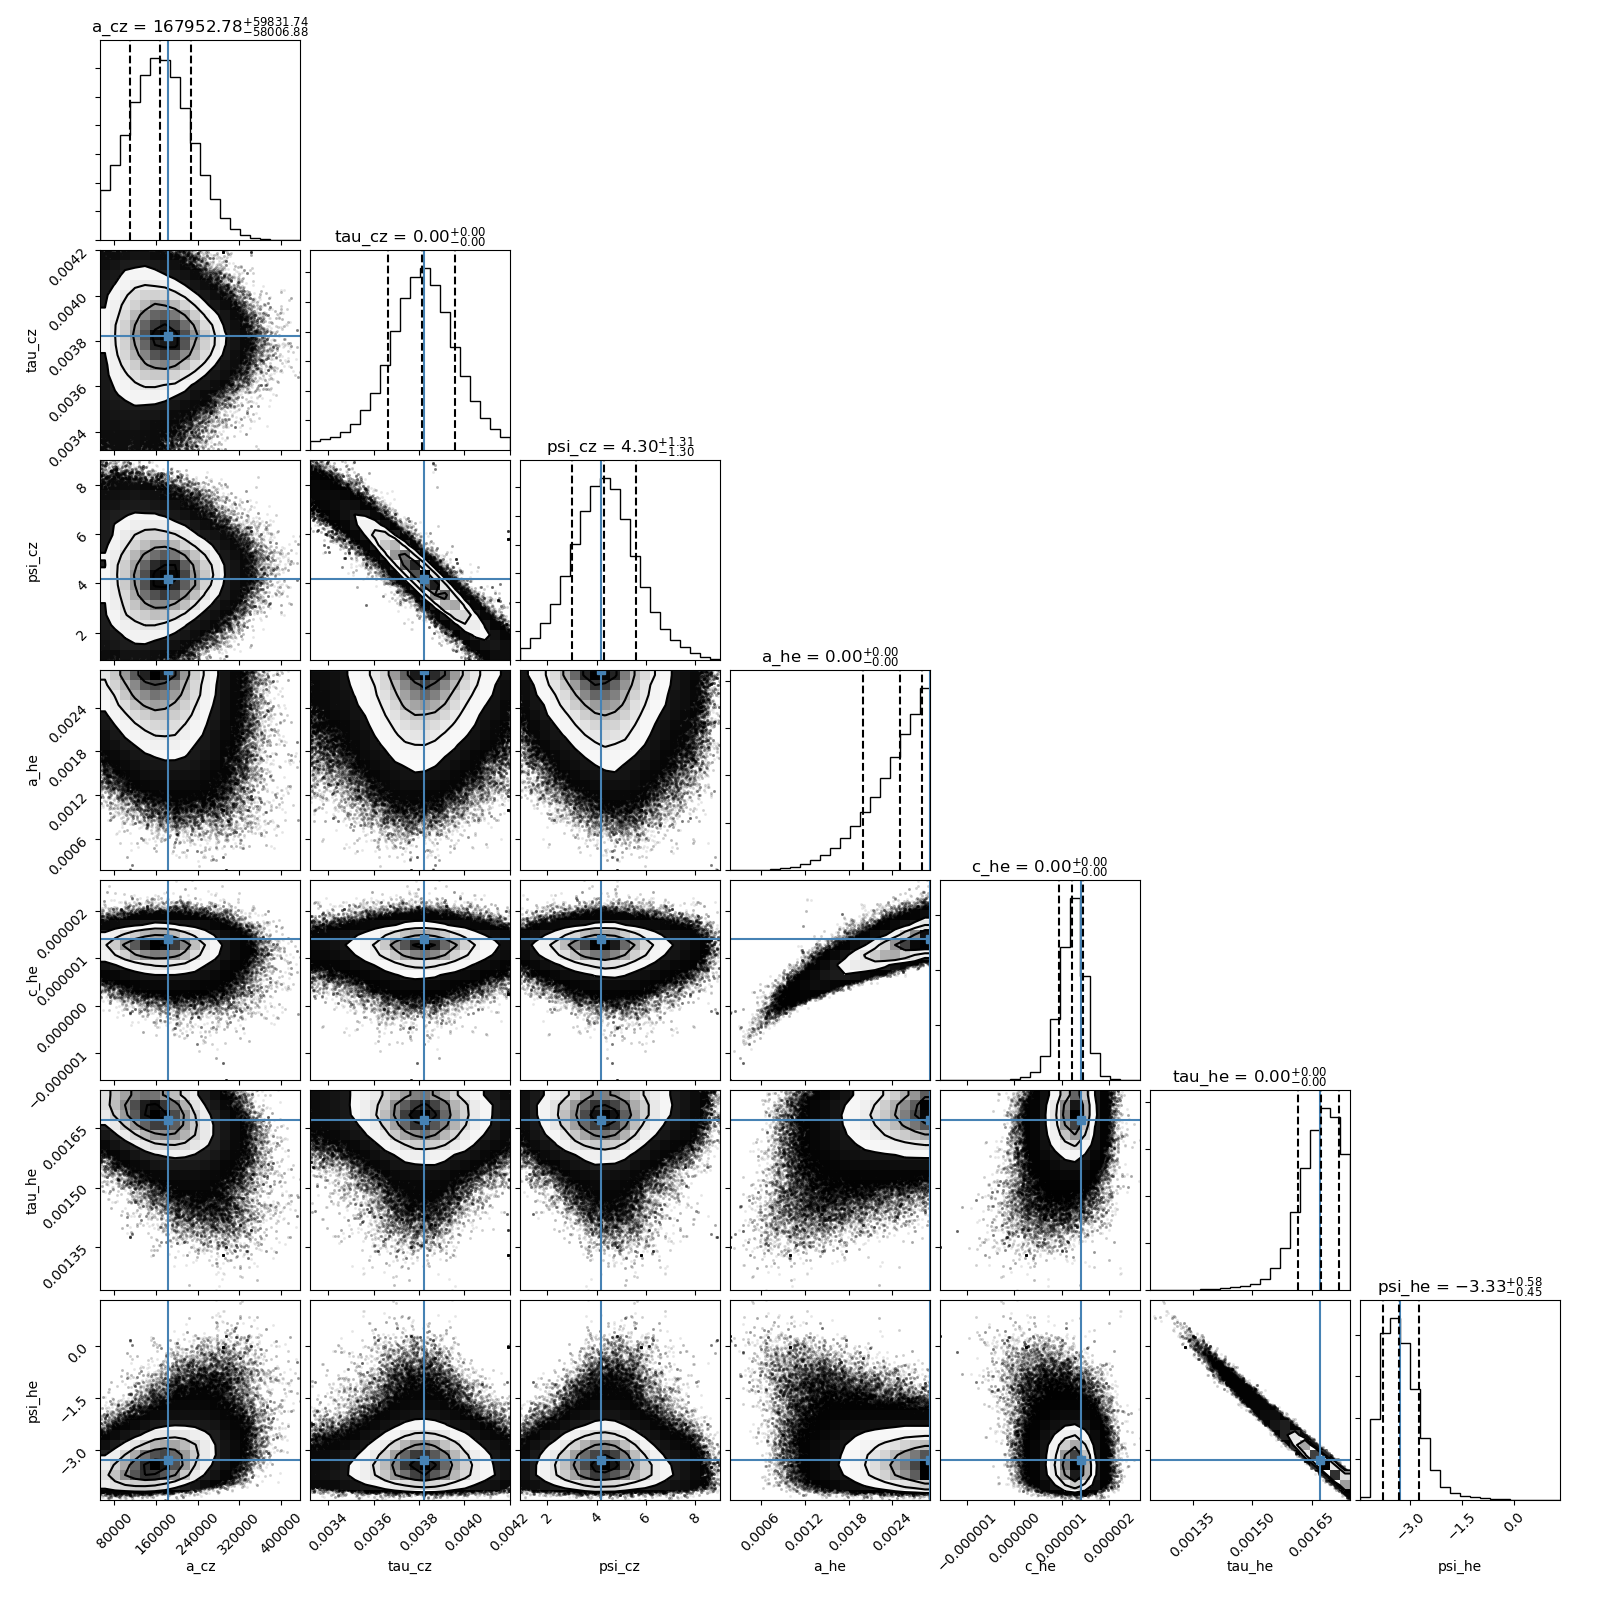 a_cz = 167952.78+59831.74−58006.88
tau_cz = 0.00+0.00−0.00
psi_cz = 4.30+1.31−1.30
a_he = 0.00+0.00−0.00
c_he = 0.00+0.00−0.00
tau_he = 0.00+0.00−0.00
psi_he = −3.33+0.58−0.45
tau_cz
0.0042
0.0040
0.0038
0.0036
0.0034
psi_cz
8
6
4
2
a_he
0.0024
0.0018
0.0012
0.0006
c_he
0.000002
0.000001
0.000000
−0.000001
tau_he
0.00165
0.00150
0.00135
psi_he
0.0
−1.5
−3.0
80000 160000 240000 320000 400000
0.0034 0.0036 0.0038 0.0040 0.0042
2 4 6 8
0.0006 0.0012 0.0018 0.0024
−0.000001 0.000000 0.000001 0.000002
0.00135 0.00150 0.00165
−3.0 −1.5 0.0
a_cz tau_cz psi_cz a_he c_he tau_he psi_he